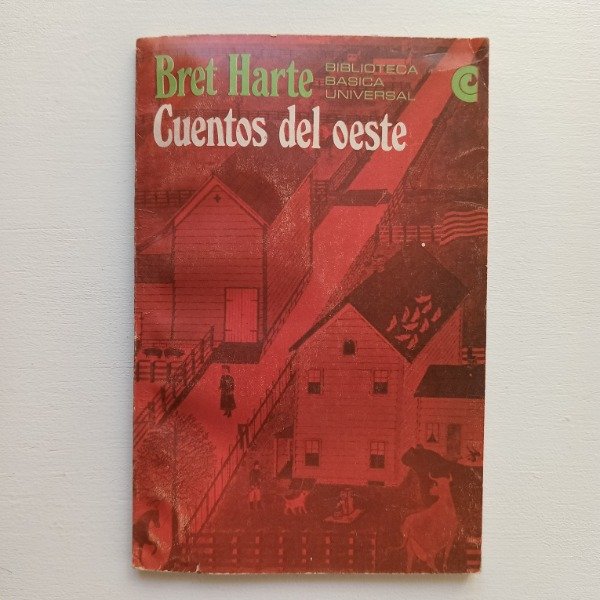 Bret Harte
BIBLIOTECA
BASICA
UNIVERSAL
Cuentos del oeste